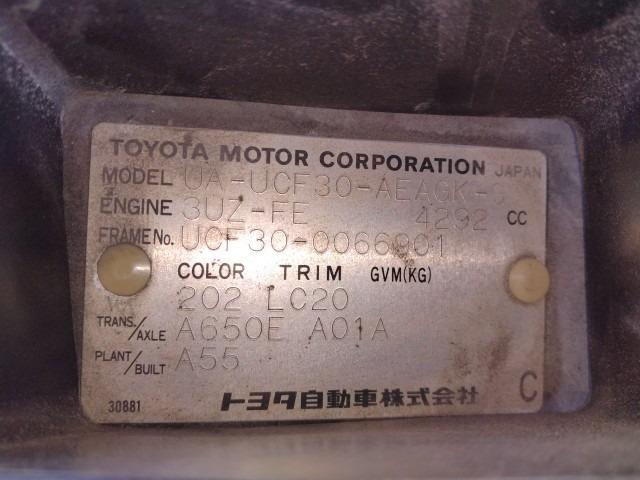 TOYOTA MOTOR CORPORATION JAPAN
MODEL UA-UCF30-AEAGK-
ENGINE 3UZ-FE 4292 CC
FRAME No. UCF30-0066901
COLOR TRIM GVM(KG)
202 LC20
TRANS./AXLE A650E A01A
PLANT/BUILT A55
30881 トヨタ自動車株式会社 C